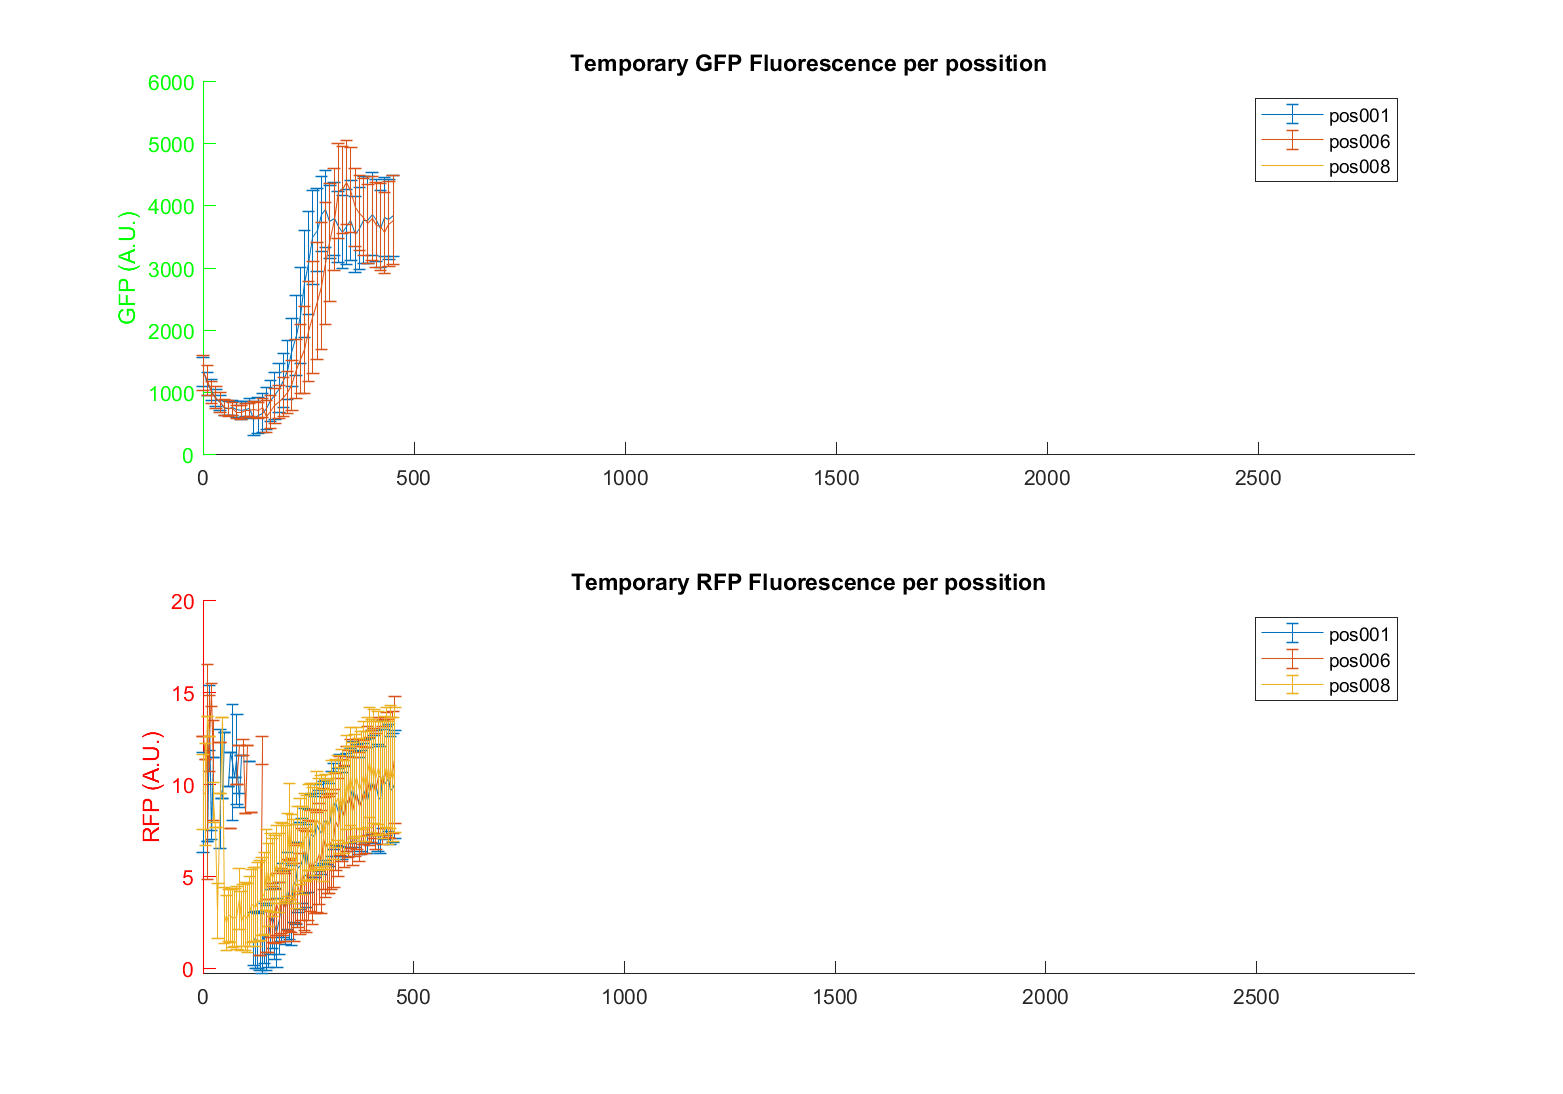 Temporary GFP Fluorescence per possition
6000
5000
4000
3000
2000
1000
0
GFP (A.U.)
pos001
pos006
pos008
0 500 1000 1500 2000 2500
Temporary RFP Fluorescence per possition
20
15
10
5
0
RFP (A.U.)
pos001
pos006
pos008
0 500 1000 1500 2000 2500